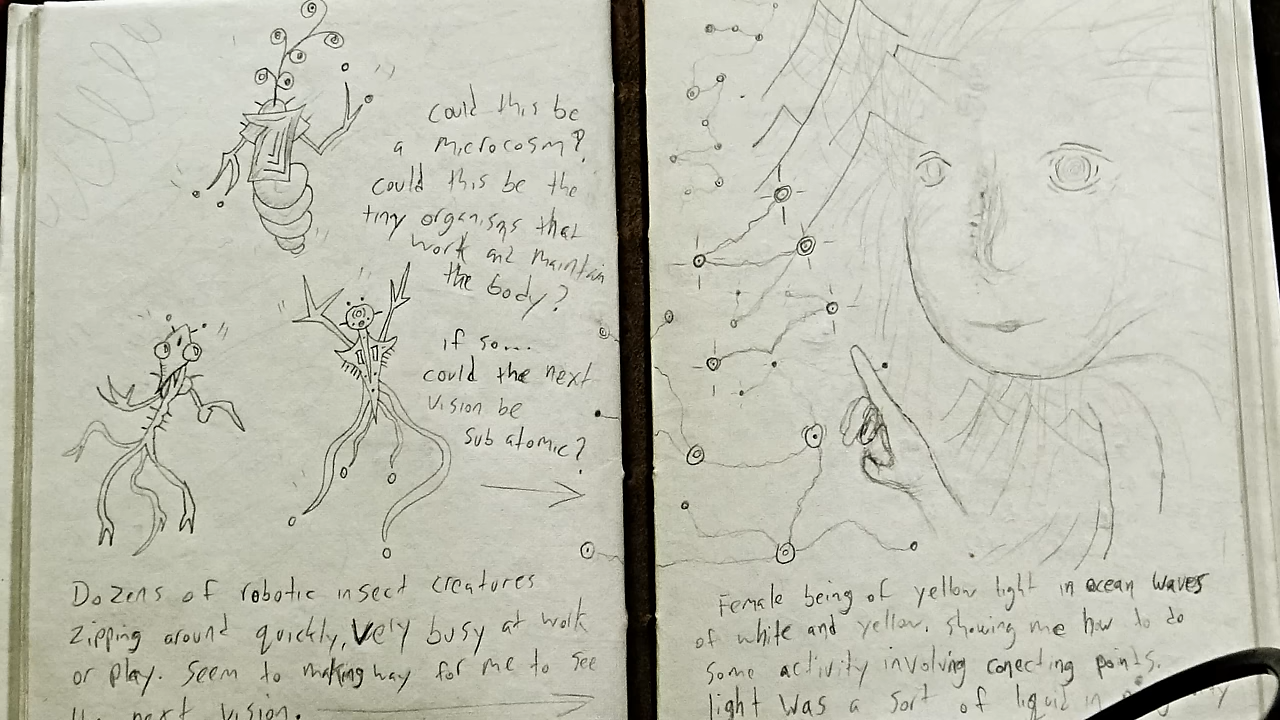 could this be
a microcosm?
could this be the
tiny organisms that
work and maintain
the body?
if so...
could the next
vision be
sub atomic?
Dozens of robotic insect creatures
zipping around quickly, very busy at work
or play. Seem to making way for me to see
the next vision.
Female being of yellow light in ocean waves
of white and yellow, showing me how to do
some activity involving conecting points.
light was a sort of liquid in